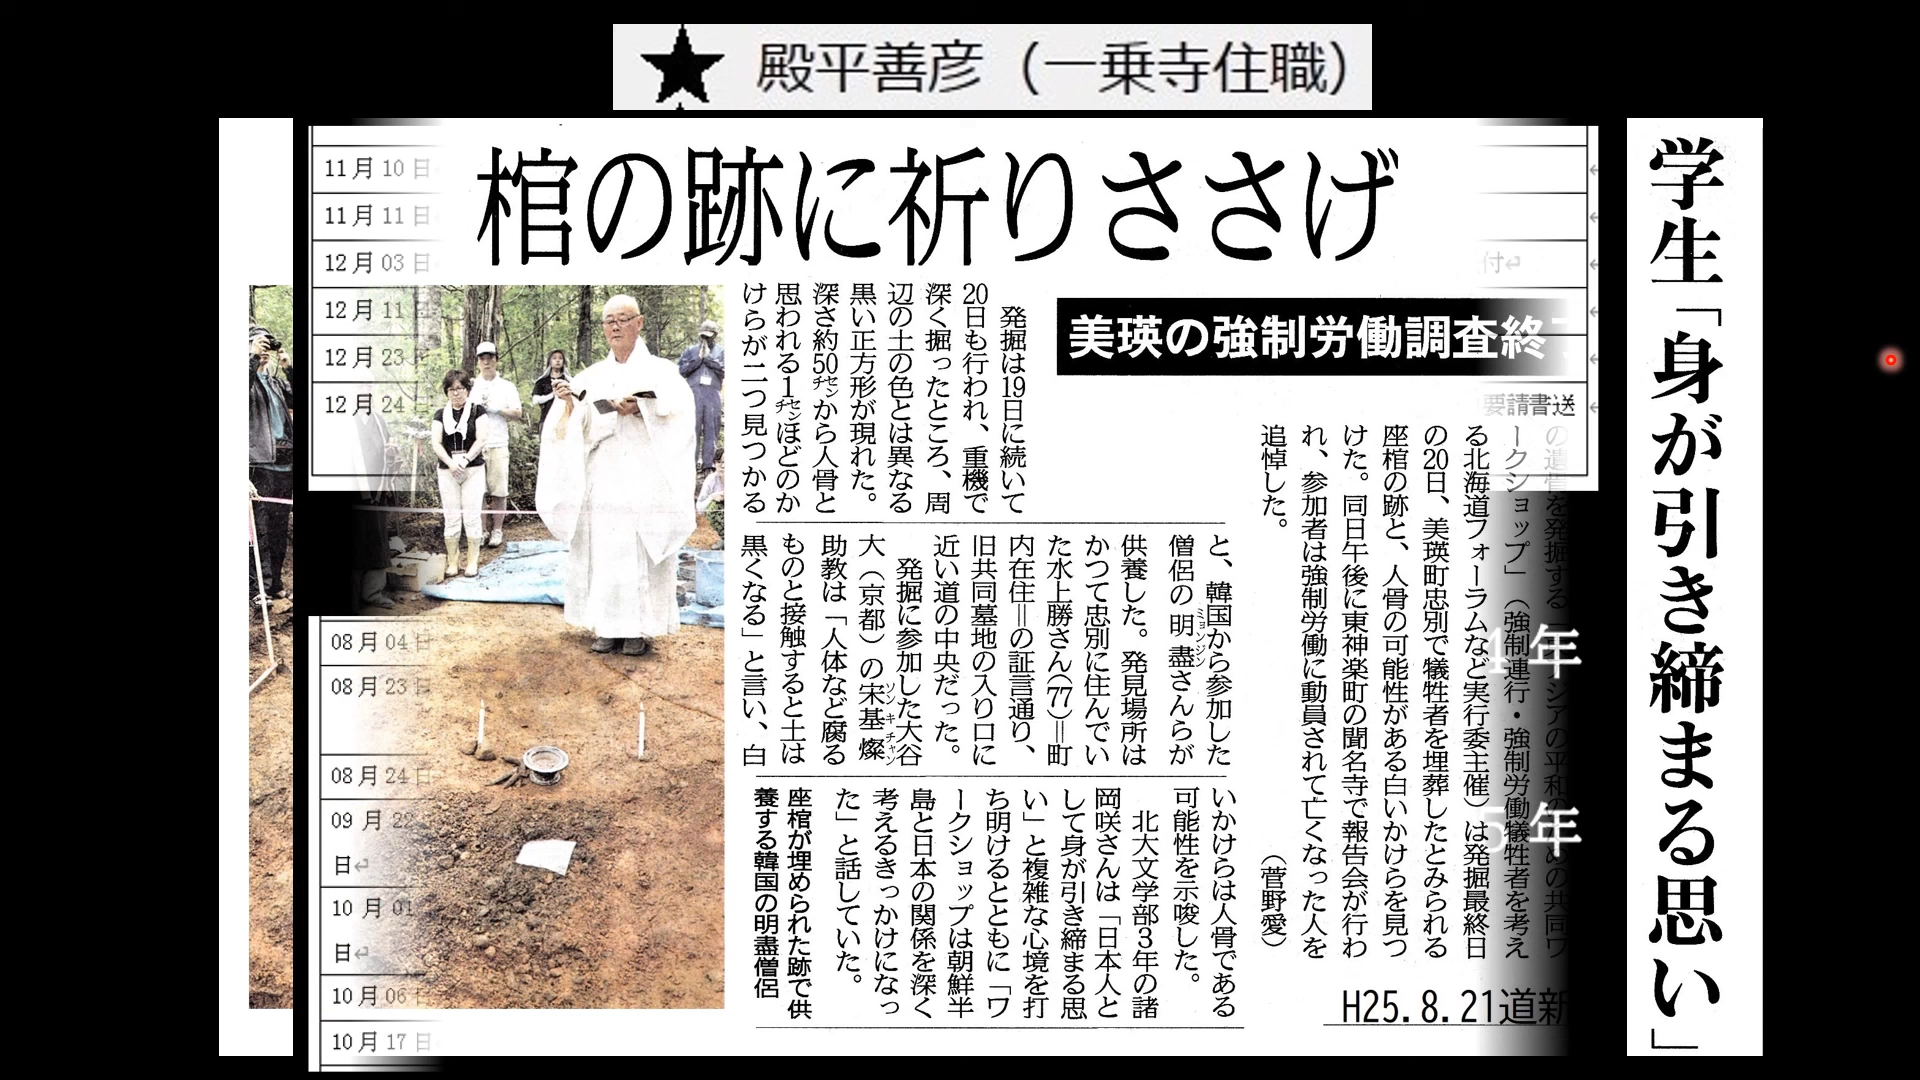 ★ 殿平善彦（一乗寺住職）
棺の跡に祈りささげ
学生「身が引き締まる思い」
美瑛の強制労働調査終
の遺骨を発掘する「
ークショップ」（強制連行・強制労働犠牲者を考え
る北海道フォーラムなど実行委主催）は発掘最終日
の20日、美瑛町忠別で犠牲者を埋葬したとみられる
座棺の跡と、人骨の可能性がある白いかけらを見つ
けた。同日午後に東神楽町の聞名寺で報告会が行わ
れ、参加者は強制労働に動員されて亡くなった人を
追悼した。
（菅野愛）
発掘は19日に続いて
20日も行われ、重機で
深く掘ったところ、周
辺の土の色とは異なる
黒い正方形が現れた。
深さ約50㌢から人骨と
思われる1㌢ほどのか
けらが二つ見つかる
と、韓国から参加した
僧侶の明盡さんらが
ミョンジン
供養した。発見場所は
かつて忠別に住んでい
た水上勝さん(77)＝町
内在住＝の証言通り、
旧共同墓地の入り口に
近い道の中央だった。
発掘に参加した大谷
大（京都）の宋基燦
ソンキチャン
助教は「人体など腐る
ものと接触すると土は
黒くなる」と言い、白
いかけらは人骨である
可能性を示唆した。
北大文学部3年の諸
岡咲さんは「日本人と
して身が引き締まる思
い」と複雑な心境を打
ち明けるとともに「ワ
ークショップは朝鮮半
島と日本の関係を深く
考えるきっかけになっ
た」と話していた。
座棺が埋められた跡で供
養する韓国の明盡僧侶
H25.8.21道新
11月10日
11月11日
12月03日
12月11日
12月23日
12月24日
付
要請書送
08月04日
08月23日
08月24日
09月22
日
10月01
日
10月06日
10月17日
年
5年